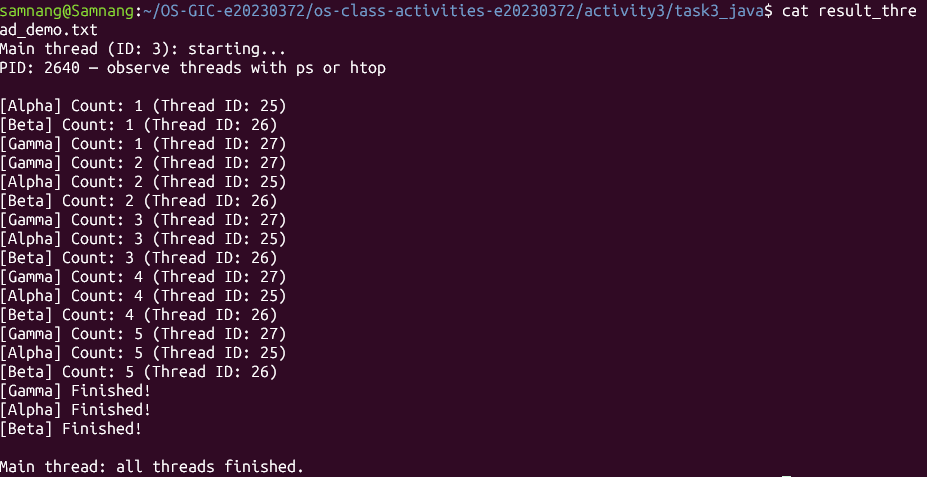 samnang@Samnang:~/OS-GIC-e20230372/os-class-activities-e20230372/activity3/task3_java$ cat result_thre
ad_demo.txt
Main thread (ID: 3): starting...
PID: 2640 — observe threads with ps or htop
[Alpha] Count: 1 (Thread ID: 25)
[Beta] Count: 1 (Thread ID: 26)
[Gamma] Count: 1 (Thread ID: 27)
[Gamma] Count: 2 (Thread ID: 27)
[Alpha] Count: 2 (Thread ID: 25)
[Beta] Count: 2 (Thread ID: 26)
[Gamma] Count: 3 (Thread ID: 27)
[Alpha] Count: 3 (Thread ID: 25)
[Beta] Count: 3 (Thread ID: 26)
[Gamma] Count: 4 (Thread ID: 27)
[Alpha] Count: 4 (Thread ID: 25)
[Beta] Count: 4 (Thread ID: 26)
[Gamma] Count: 5 (Thread ID: 27)
[Alpha] Count: 5 (Thread ID: 25)
[Beta] Count: 5 (Thread ID: 26)
[Gamma] Finished!
[Alpha] Finished!
[Beta] Finished!
Main thread: all threads finished.